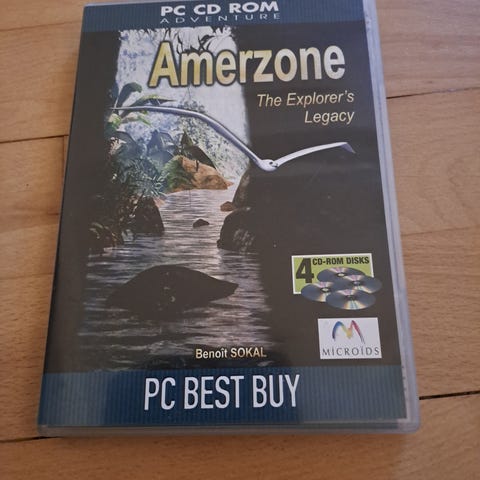 PC CD ROM
ADVENTURE
Amerzone
The Explorer's
Legacy
4 CD-ROM DISKS
Benoît SOKAL
MICROÏDS
PC BEST BUY